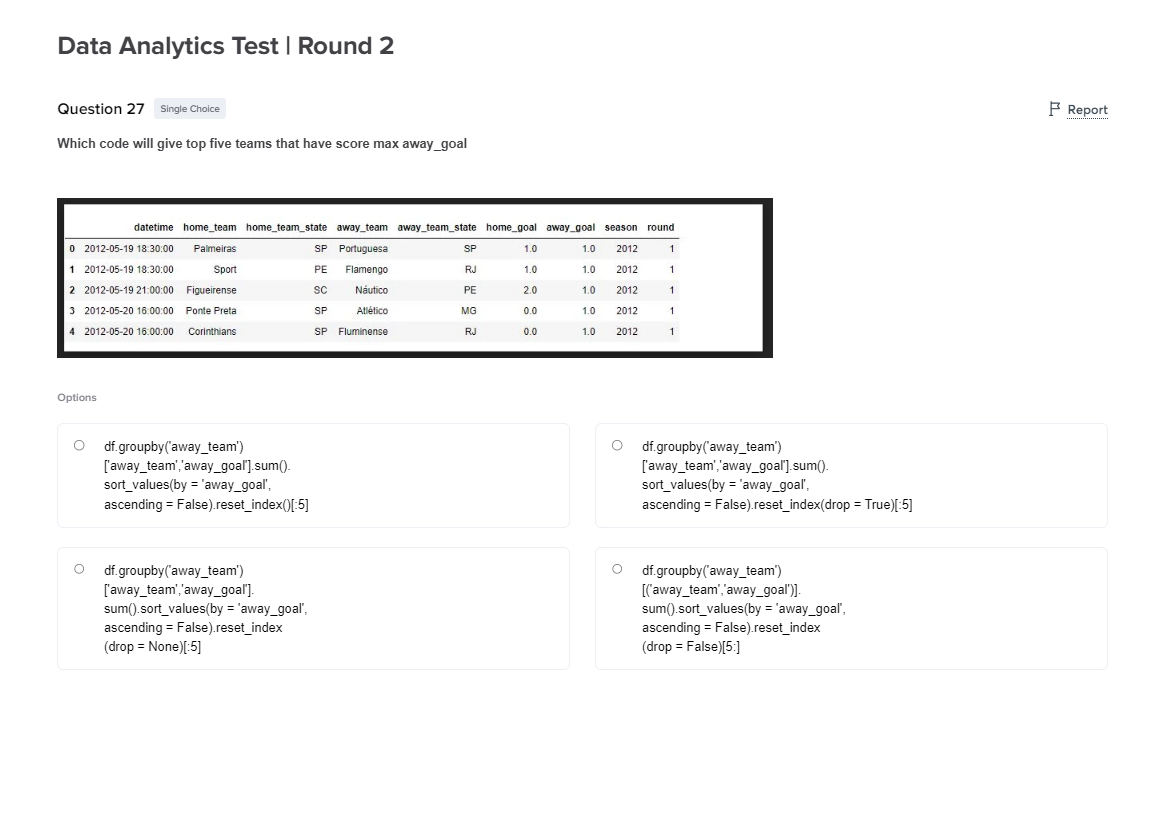 Data Analytics Test | Round 2
Question 27 Single Choice Report
Which code will give top five teams that have score max away_goal
datetime home_team home_team_state away_team away_team_state home_goal away_goal season round
0 2012-05-19 18:30:00 Palmeiras SP Portuguesa SP 1.0 1.0 2012 1
1 2012-05-19 18:30:00 Sport PE Flamengo RJ 1.0 1.0 2012 1
2 2012-05-19 21:00:00 Figueirense SC Náutico PE 2.0 1.0 2012 1
3 2012-05-20 16:00:00 Ponte Preta SP Atlético MG 0.0 1.0 2012 1
4 2012-05-20 16:00:00 Corinthians SP Fluminense RJ 0.0 1.0 2012 1
Options
df.groupby('away_team')
['away_team','away_goal'].sum().
sort_values(by = 'away_goal',
ascending = False).reset_index()[:5]
df.groupby('away_team')
['away_team','away_goal'].sum().
sort_values(by = 'away_goal',
ascending = False).reset_index(drop = True)[:5]
df.groupby('away_team')
['away_team','away_goal'].
sum().sort_values(by = 'away_goal',
ascending = False).reset_index
(drop = None)[:5]
df.groupby('away_team')
[('away_team','away_goal')].
sum().sort_values(by = 'away_goal',
ascending = False).reset_index
(drop = False)[5:]